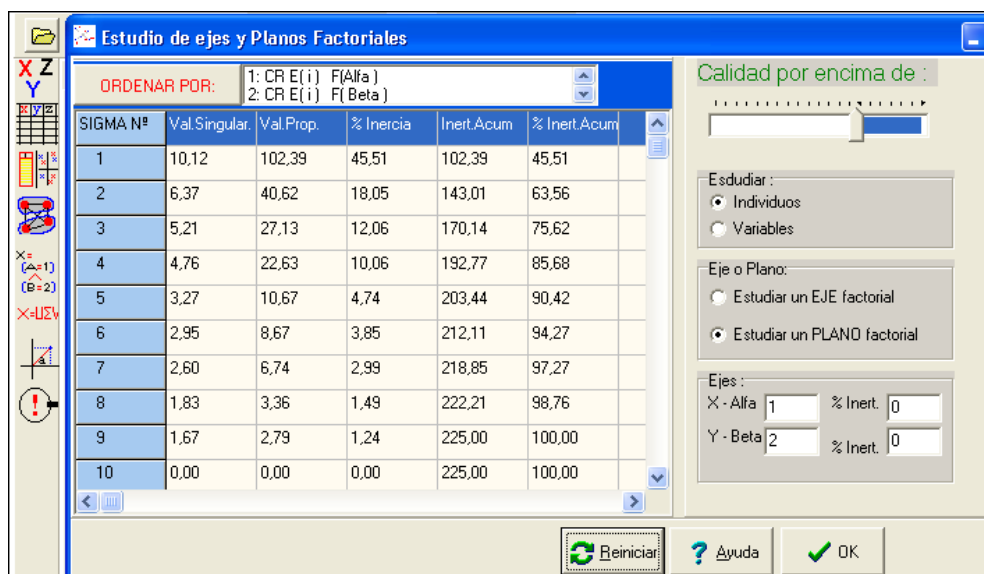 Estudio de ejes y Planos Factoriales
X Z
Y
x y z
X=
(A=1)
(B=2)
X=UΣV
a
!
ORDENAR POR:
1: CR E( i ) F(Alfa )
2: CR E( i ) F( Beta )
SIGMA Nº Val.Singular. Val.Prop. % Inercia Inert.Acum % Inert.Acum
1 10,12 102,39 45,51 102,39 45,51
2 6,37 40,62 18,05 143,01 63,56
3 5,21 27,13 12,06 170,14 75,62
4 4,76 22,63 10,06 192,77 85,68
5 3,27 10,67 4,74 203,44 90,42
6 2,95 8,67 3,85 212,11 94,27
7 2,60 6,74 2,99 218,85 97,27
8 1,83 3,36 1,49 222,21 98,76
9 1,67 2,79 1,24 225,00 100,00
10 0,00 0,00 0,00 225,00 100,00
Calidad por encima de :
Esdudiar :
Individuos
Variables
Eje o Plano:
Estudiar un EJE factorial
Estudiar un PLANO factorial
Ejes :
X - Alfa 1 % Inert. 0
Y - Beta 2 % Inert. 0
Reiniciar ? Ayuda OK